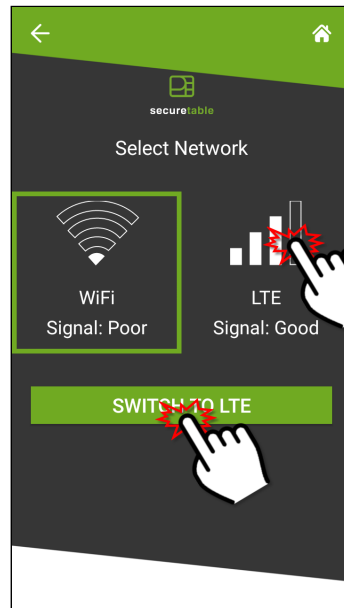 securetable
Select Network
WiFi
Signal: Poor
LTE
Signal: Good
SWITCH TO LTE